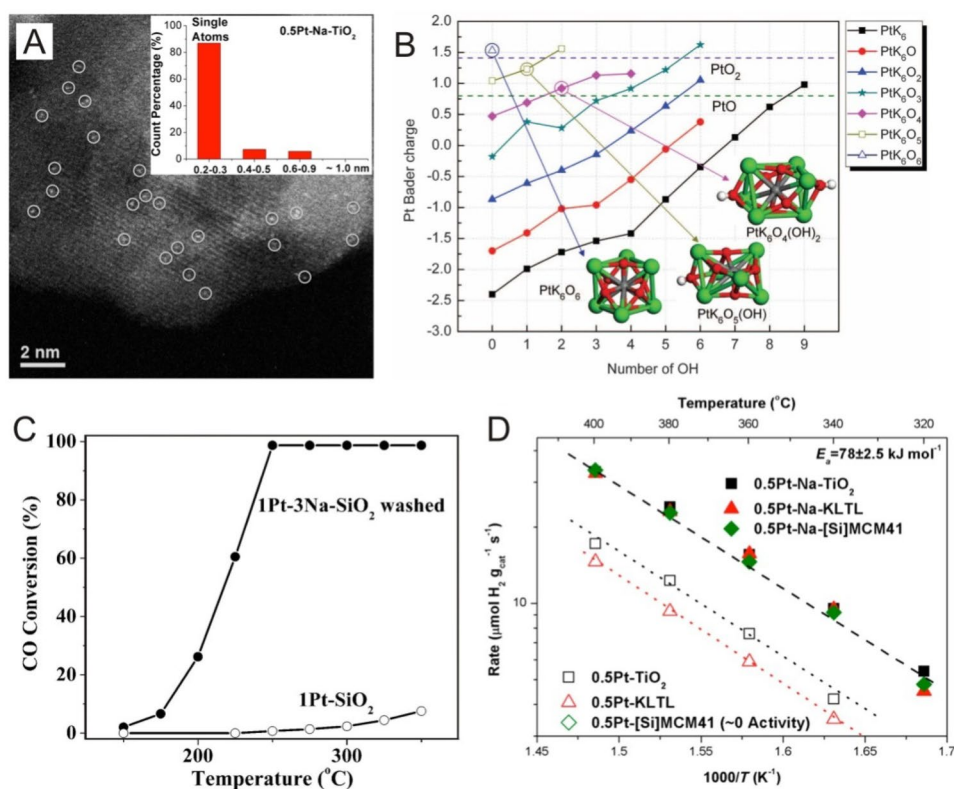 A
Single
Atoms
0.5Pt-Na-TiO₂
Count Percentage (%)
100
80
60
40
20
0
0.2-0.3 0.4-0.5 0.6-0.9 ~ 1.0 nm
2 nm
B
Pt Bader charge
2.0
1.5
1.0
0.5
0.0
-0.5
-1.0
-1.5
-2.0
-2.5
-3.0
PtO₂
PtO
PtK₆
PtK₆O
PtK₆O₂
PtK₆O₃
PtK₆O₄
PtK₆O₅
PtK₆O₆
PtK₆O₄(OH)₂
PtK₆O₆
PtK₆O₅(OH)
0 1 2 3 4 5 6 7 8 9
Number of OH
C
CO Conversion (%)
100
80
60
40
20
0
1Pt-3Na-SiO₂ washed
1Pt-SiO₂
200 300
Temperature (°C)
D
Temperature (°C)
400 380 360 340 320
Eₐ=78±2.5 kJ mol⁻¹
0.5Pt-Na-TiO₂
0.5Pt-Na-KLTL
0.5Pt-Na-[Si]MCM41
Rate (μmol H₂ g_cat⁻¹ s⁻¹)
10
0.5Pt-TiO₂
0.5Pt-KLTL
0.5Pt-[Si]MCM41 (~0 Activity)
1.45 1.5 1.55 1.6 1.65 1.7
1000/T (K⁻¹)